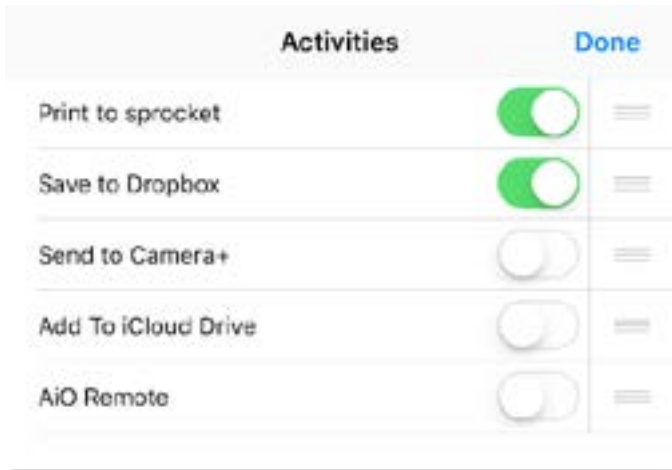 Activities
Done
Print to sprocket
Save to Dropbox
Send to Camera+
Add To iCloud Drive
AiO Remote